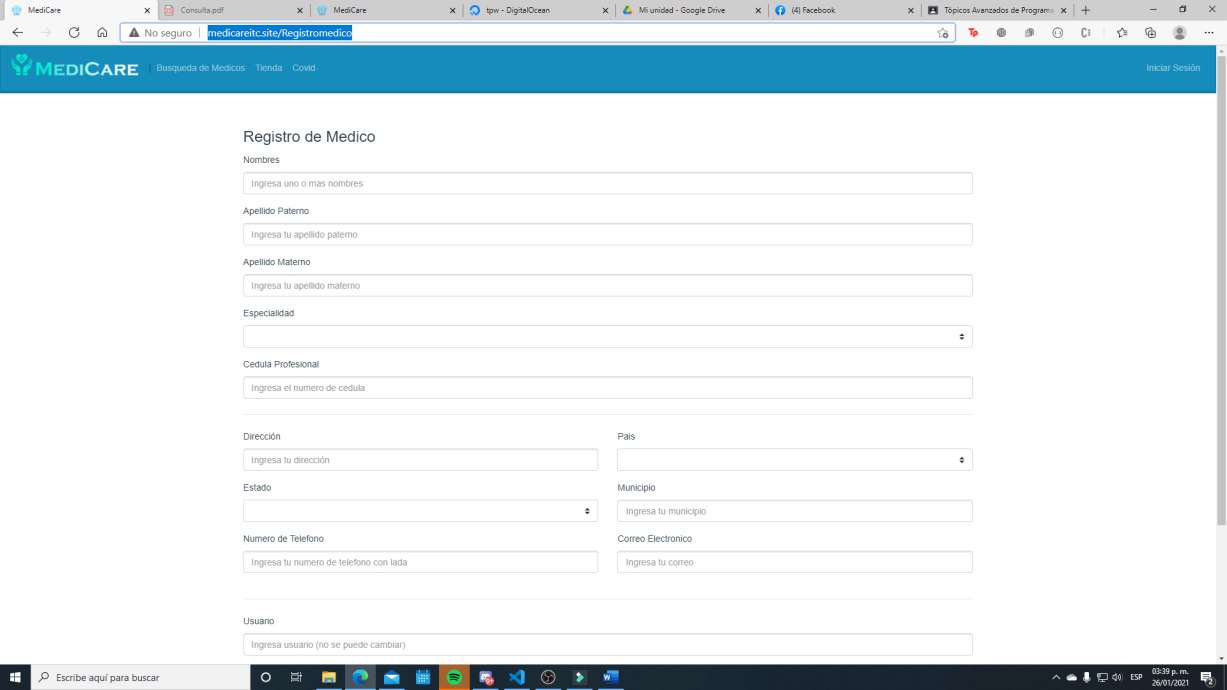 MediCare
Consulta.pdf
MediCare
tpw - DigitalOcean
Mi unidad - Google Drive
(4) Facebook
Tópicos Avanzados de Programa
No seguro
medicareitc.site/Registromedico
MEDICARE
Busqueda de Medicos
Tienda
Covid
Iniciar Sesión
Registro de Medico
Nombres
Ingresa uno o mas nombres
Apellido Paterno
Ingresa tu apellido paterno
Apellido Materno
Ingresa tu apellido materno
Especialidad
Cedula Profesional
Ingresa el numero de cedula
Dirección
Pais
Ingresa tu dirección
Estado
Municipio
Ingresa tu municipio
Numero de Telefono
Correo Electronico
Ingresa tu numero de telefono con lada
Ingresa tu correo
Usuario
Ingresa usuario (no se puede cambiar)
Escribe aquí para buscar
ESP
03:39 p. m.
26/01/2021
2